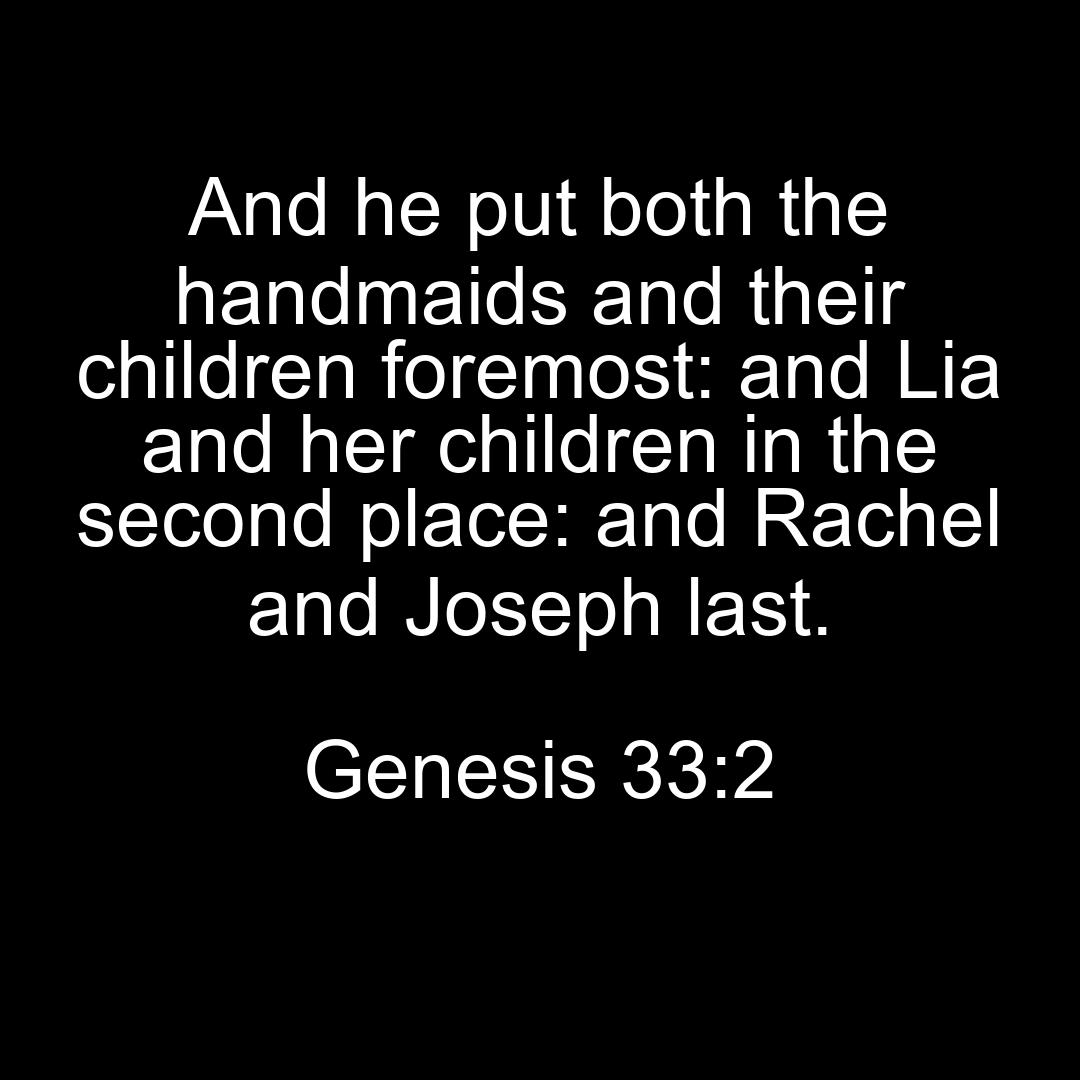 And he put both the
handmaids and their
children foremost: and Lia
and her children in the
second place: and Rachel
and Joseph last.
Genesis 33:2